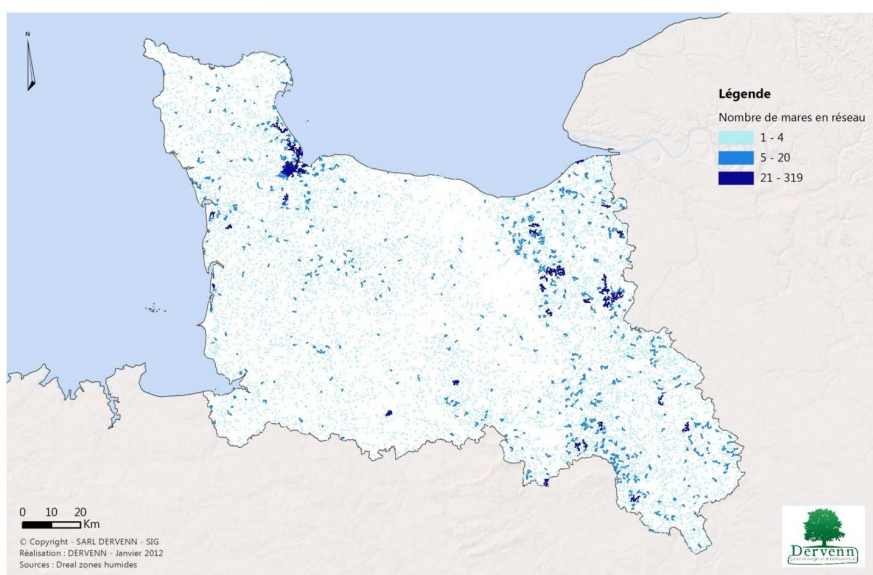 N
Légende
Nombre de mares en réseau
1 - 4
5 - 20
21 - 319
0 10 20
Km
© Copyright - SARL DERVENN - SIG
Réalisation : DERVENN - Janvier 2012
Sources : Dreal zones humides
Dervenn